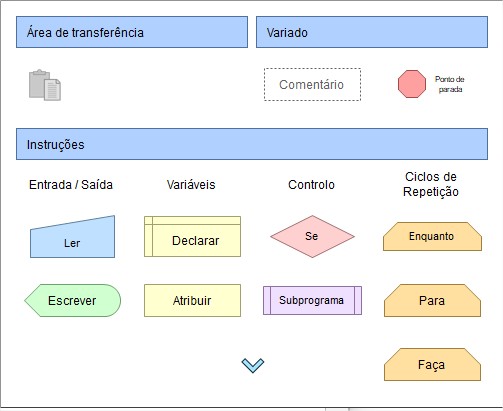 Área de transferência
Variado
Comentário
Ponto de
parada
Instruções
Entrada / Saída
Variáveis
Controlo
Ciclos de
Repetição
Ler
Declarar
Se
Enquanto
Escrever
Atribuir
Subprograma
Para
Faça